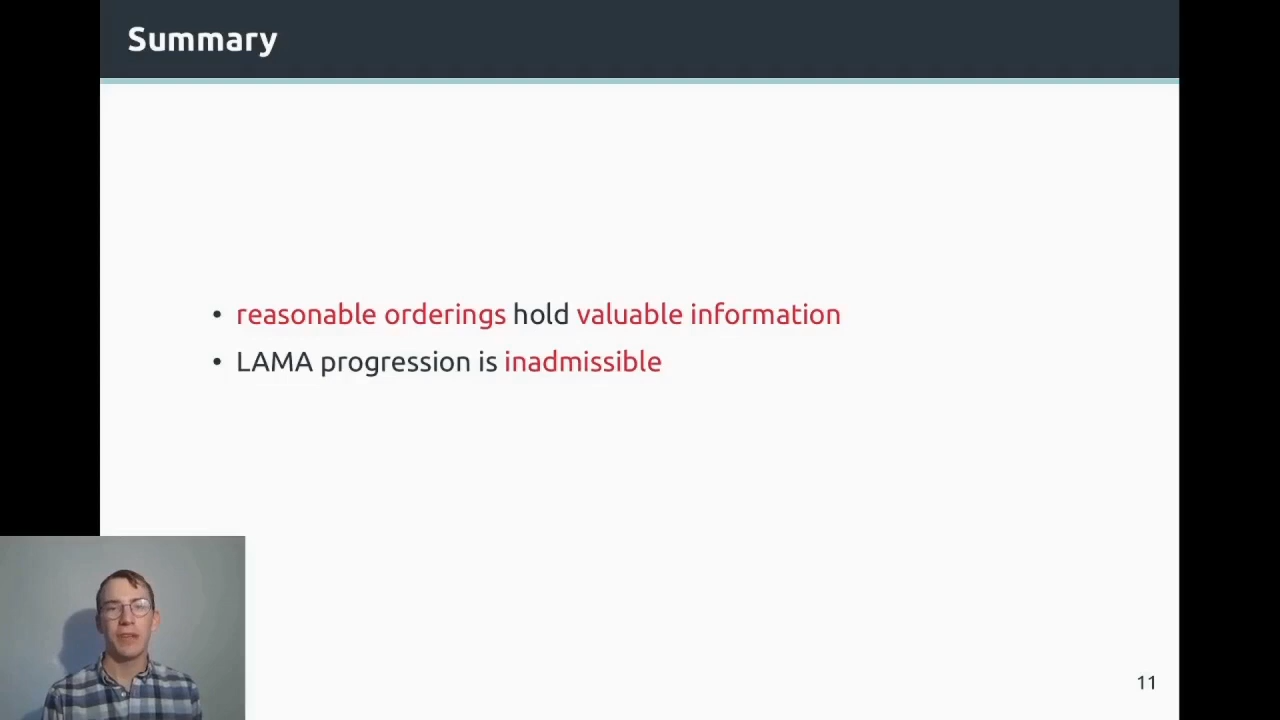 Summary
• reasonable orderings hold valuable information
• LAMA progression is inadmissible
11